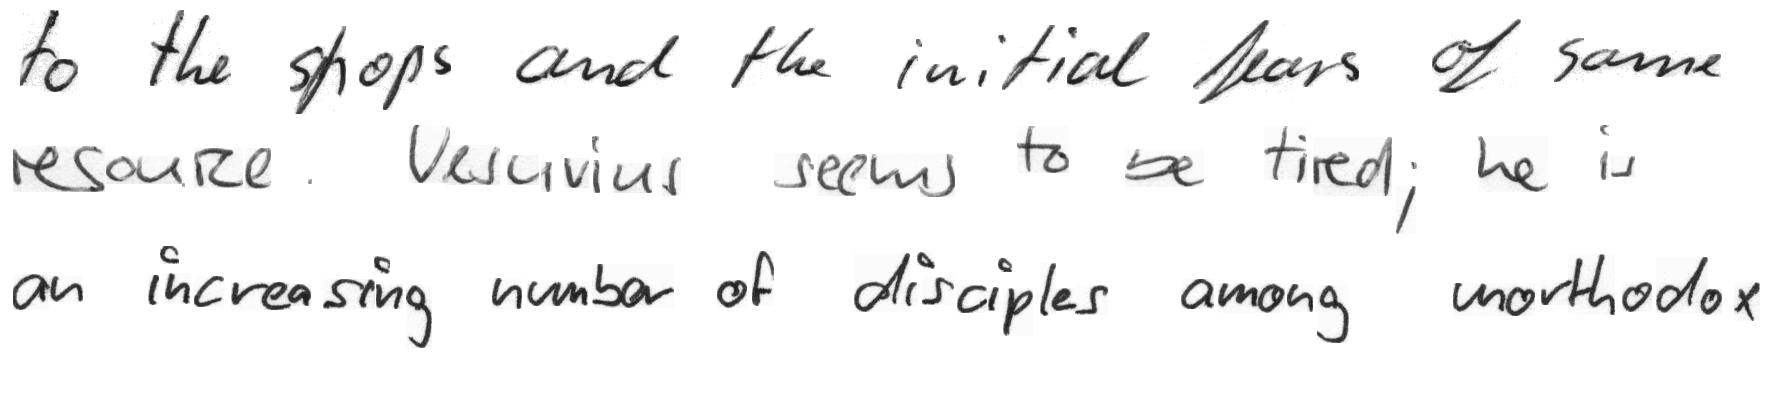 to the shops and the initial fears of some
resource. Vesuvius seems to be tired; he is
an increasing number of disciples among unorthodox